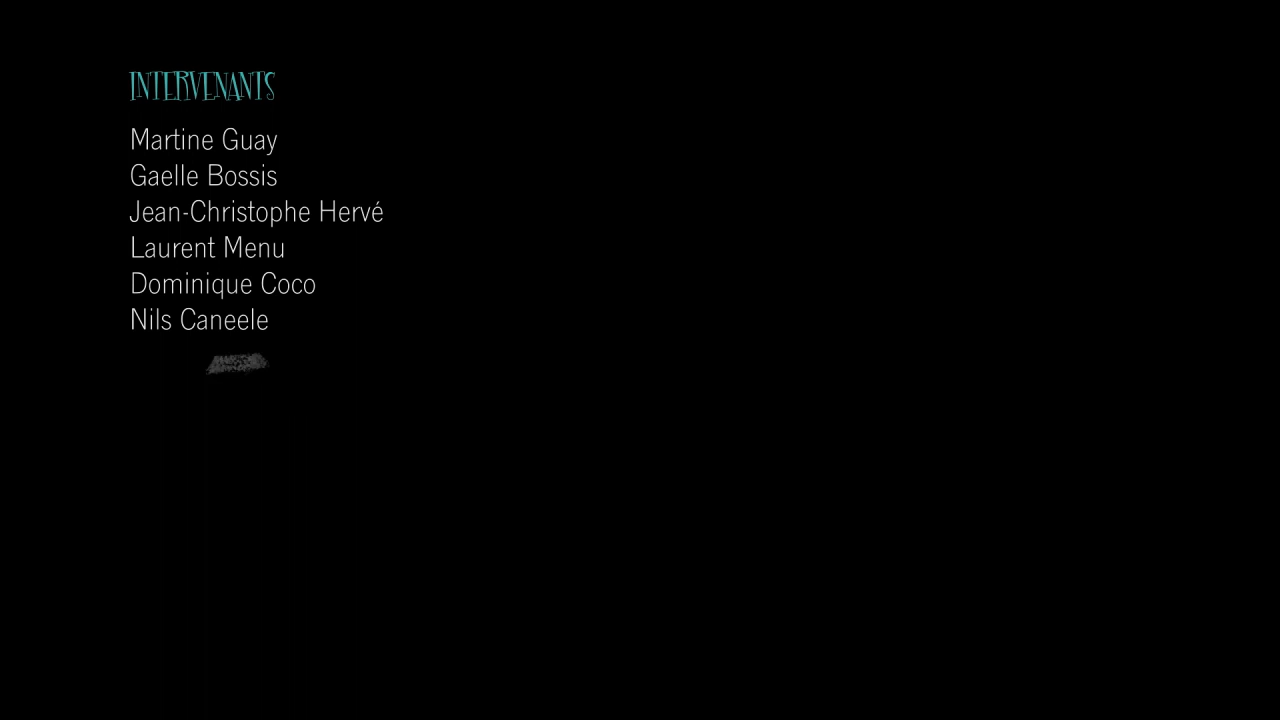 INTERVENANTS
Martine Guay
Gaelle Bossis
Jean-Christophe Hervé
Laurent Menu
Dominique Coco
Nils Caneele